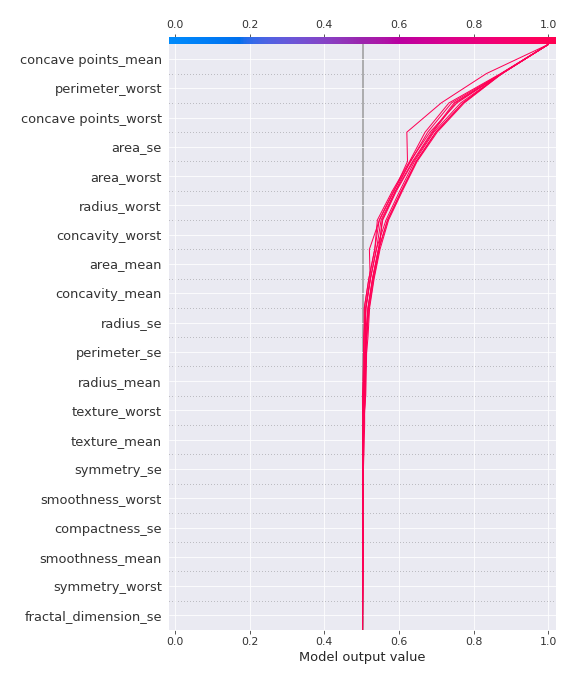 0.0 0.2 0.4 0.6 0.8 1.0
concave points_mean
perimeter_worst
concave points_worst
area_se
area_worst
radius_worst
concavity_worst
area_mean
concavity_mean
radius_se
perimeter_se
radius_mean
texture_worst
texture_mean
symmetry_se
smoothness_worst
compactness_se
smoothness_mean
symmetry_worst
fractal_dimension_se
0.0 0.2 0.4 0.6 0.8 1.0
Model output value